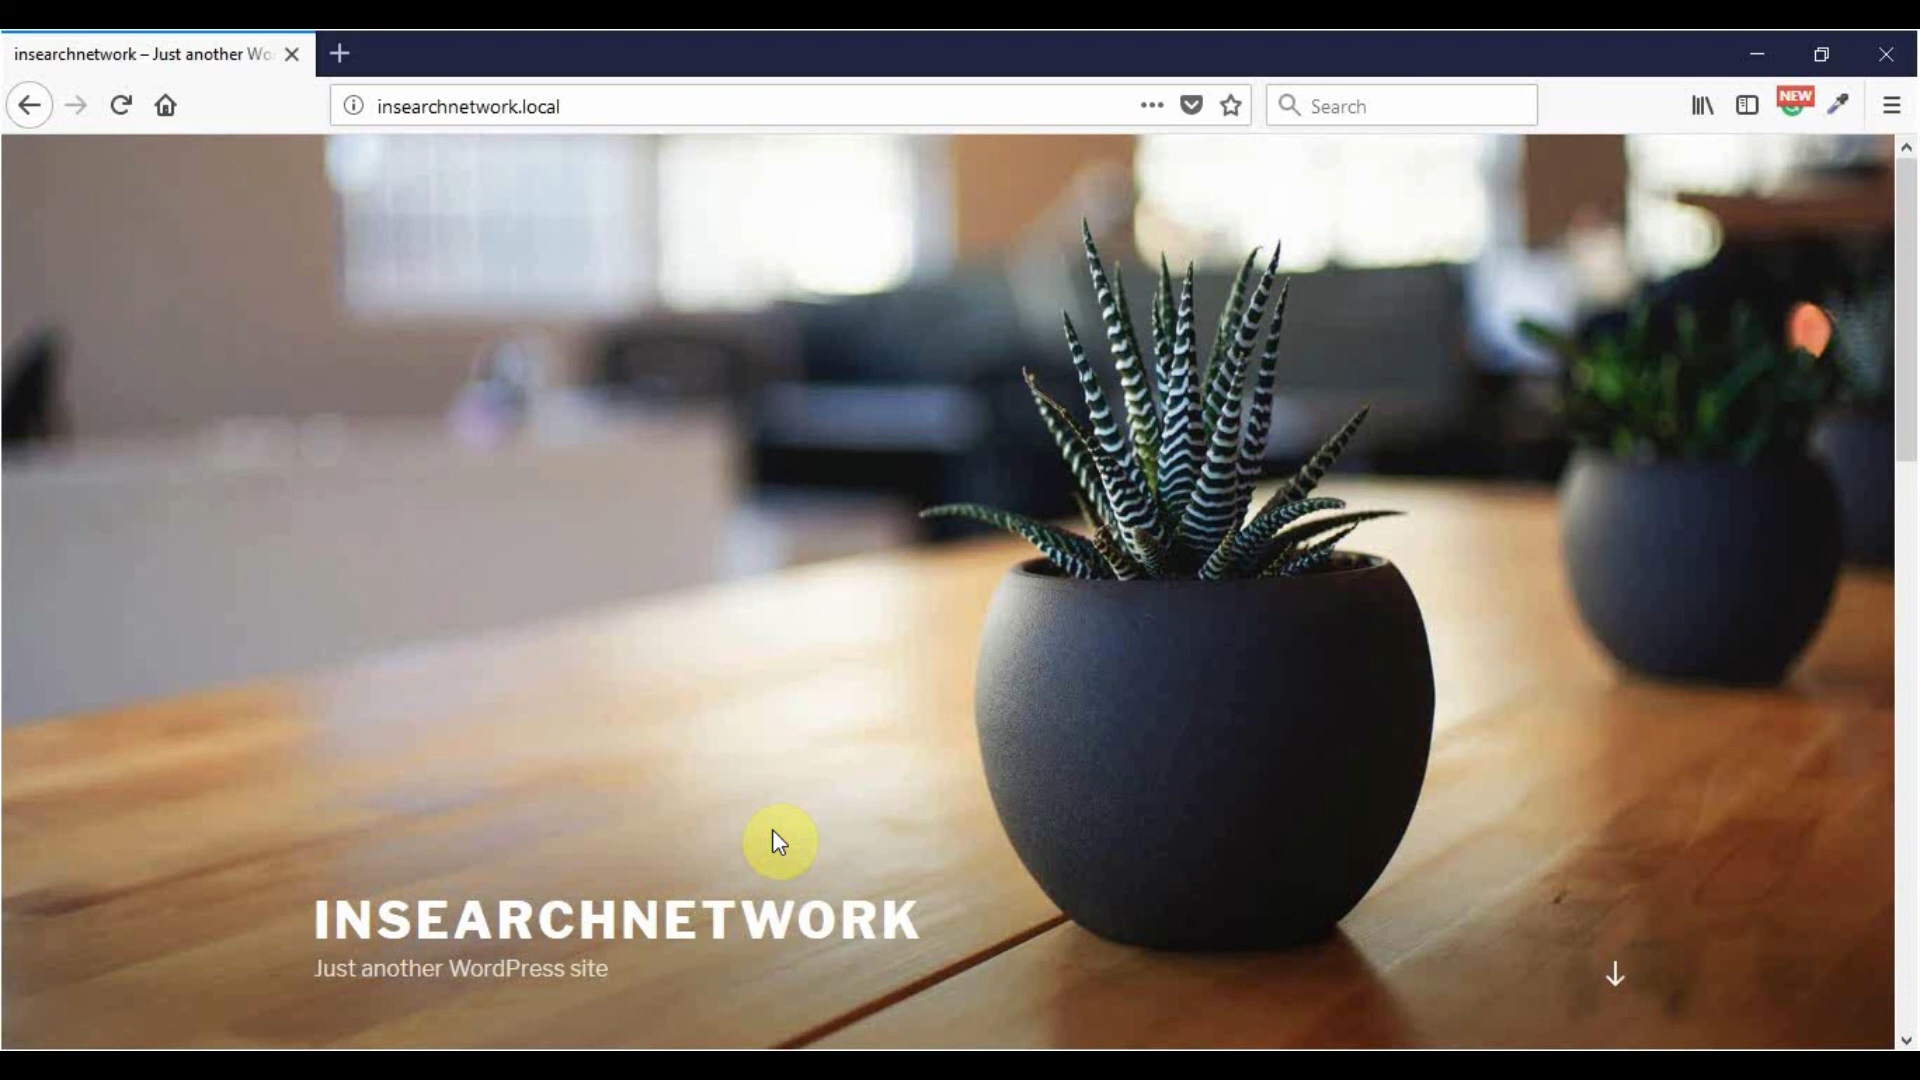 insearchnetwork – Just another Wo
insearchnetwork.local
Search
NEW
INSEARCHNETWORK
Just another WordPress site